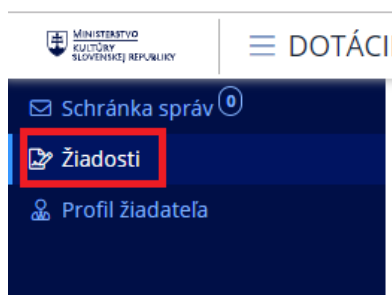 MINISTERSTVO
KULTÚRY
SLOVENSKEJ REPUBLIKY
DOTÁCI
Schránka správ 0
Žiadosti
Profil žiadateľa